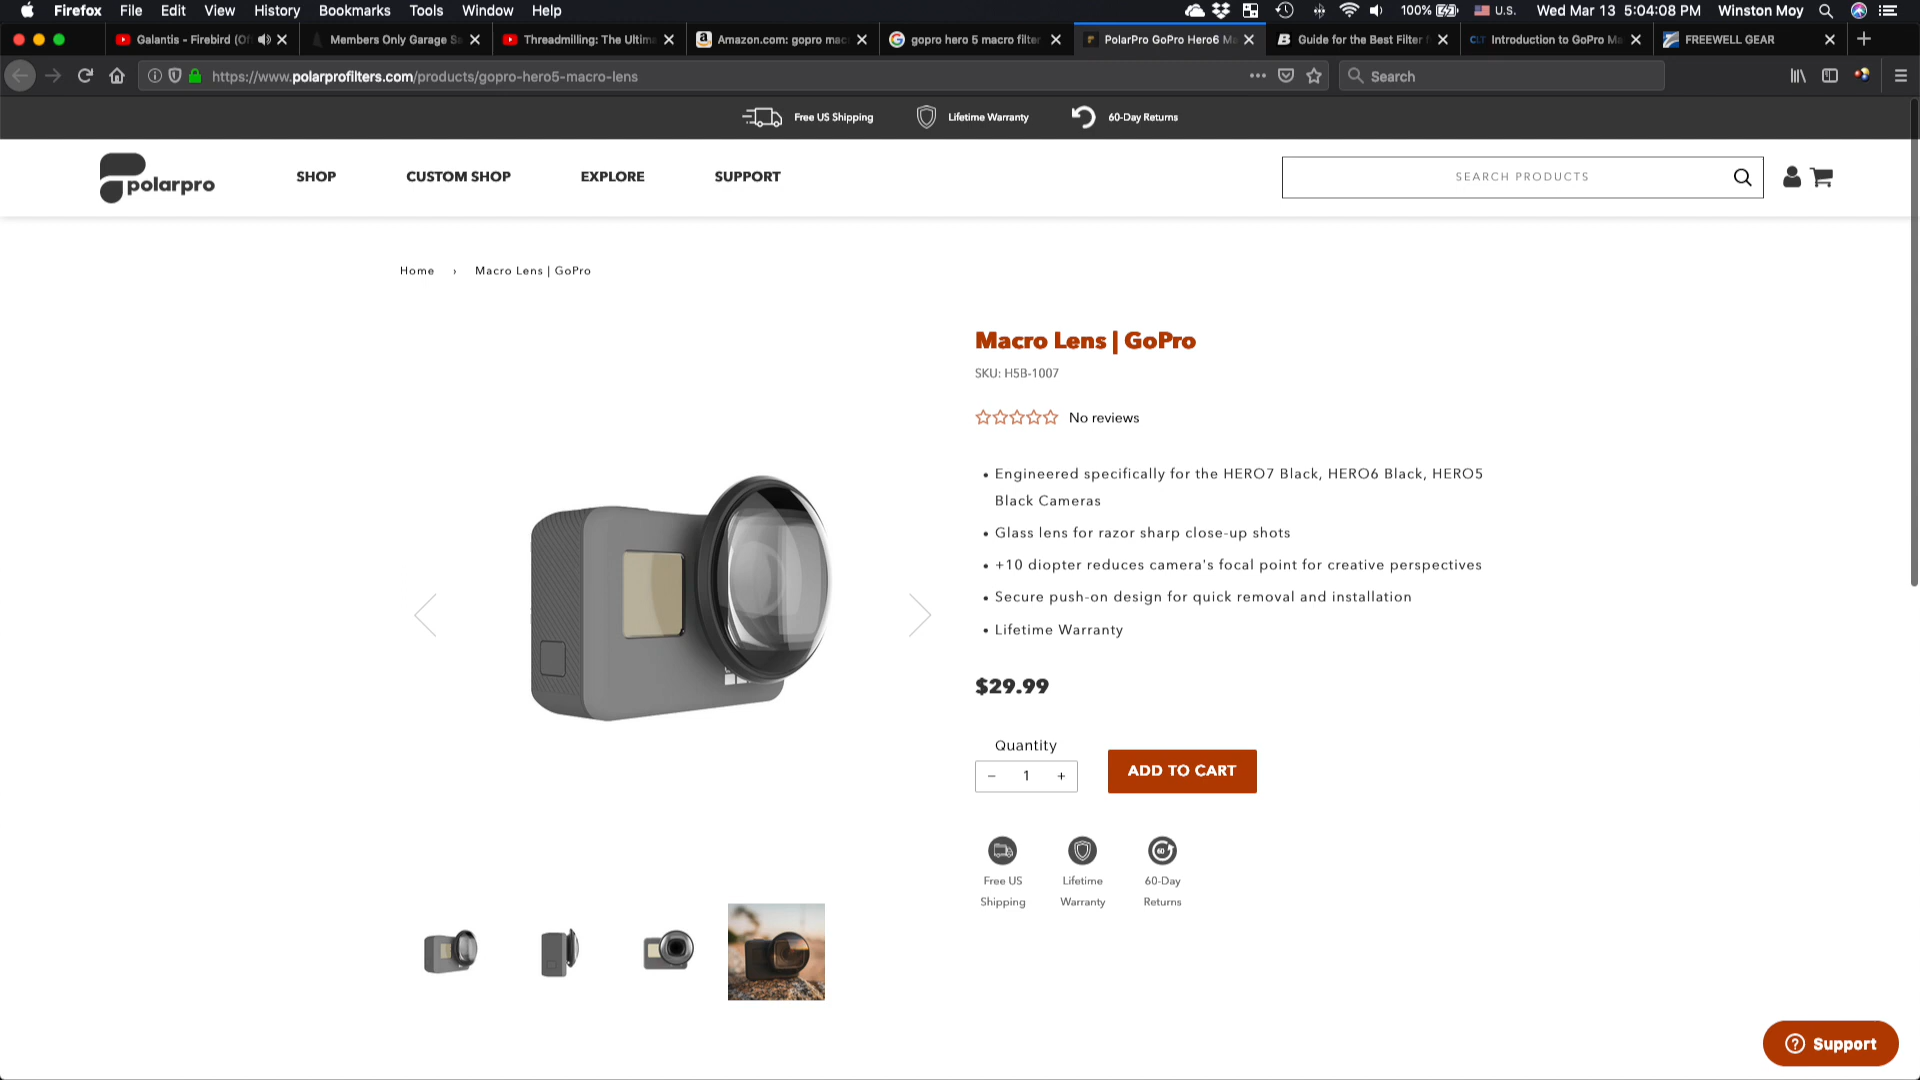 Firefox File Edit View History Bookmarks Tools Window Help 100% U.S. Wed Mar 13 5:04:08 PM Winston Moy
Galantis - Firebird (Of Members Only Garage Sa Threadmilling: The Ultima Amazon.com: gopro mac gopro hero 5 macro filter PolarPro GoPro Hero6 Ma Guide for the Best Filter Introduction to GoPro Ma FREEWELL GEAR
https://www.polarprofilters.com/products/gopro-hero5-macro-lens Search
Free US Shipping Lifetime Warranty 60-Day Returns
polarpro SHOP CUSTOM SHOP EXPLORE SUPPORT SEARCH PRODUCTS
Home › Macro Lens | GoPro
Macro Lens | GoPro
SKU: H5B-1007
No reviews
• Engineered specifically for the HERO7 Black, HERO6 Black, HERO5
Black Cameras
• Glass lens for razor sharp close-up shots
• +10 diopter reduces camera's focal point for creative perspectives
• Secure push-on design for quick removal and installation
• Lifetime Warranty
$29.99
Quantity
− 1 +
ADD TO CART
Free US
Shipping
Lifetime
Warranty
60-Day
Returns
Support